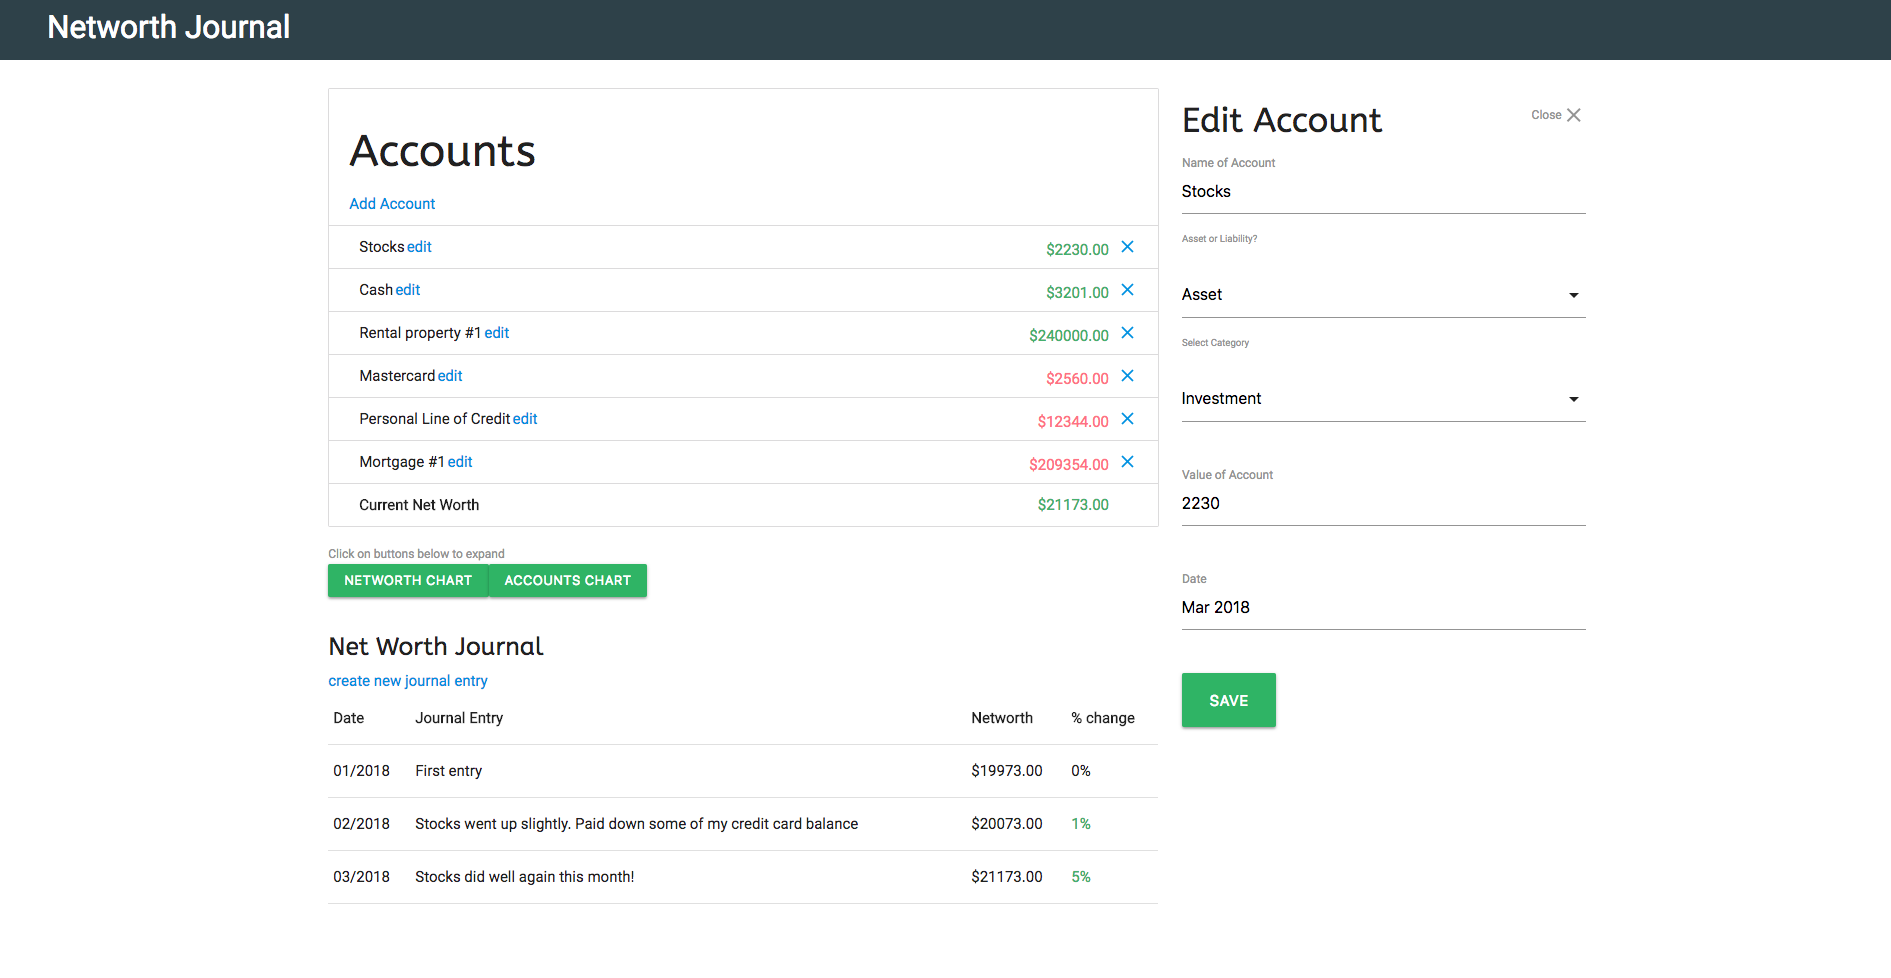 Networth Journal
Accounts
Add Account
Stocks edit $2230.00
Cash edit $3201.00
Rental property #1 edit $240000.00
Mastercard edit $2560.00
Personal Line of Credit edit $12344.00
Mortgage #1 edit $209354.00
Current Net Worth $21173.00
Click on buttons below to expand
NETWORTH CHART ACCOUNTS CHART
Net Worth Journal
create new journal entry
Date Journal Entry Networth % change
01/2018 First entry $19973.00 0%
02/2018 Stocks went up slightly. Paid down some of my credit card balance $20073.00 1%
03/2018 Stocks did well again this month! $21173.00 5%
Edit Account Close
Name of Account
Stocks
Asset or Liability?
Asset
Select Category
Investment
Value of Account
2230
Date
Mar 2018
SAVE